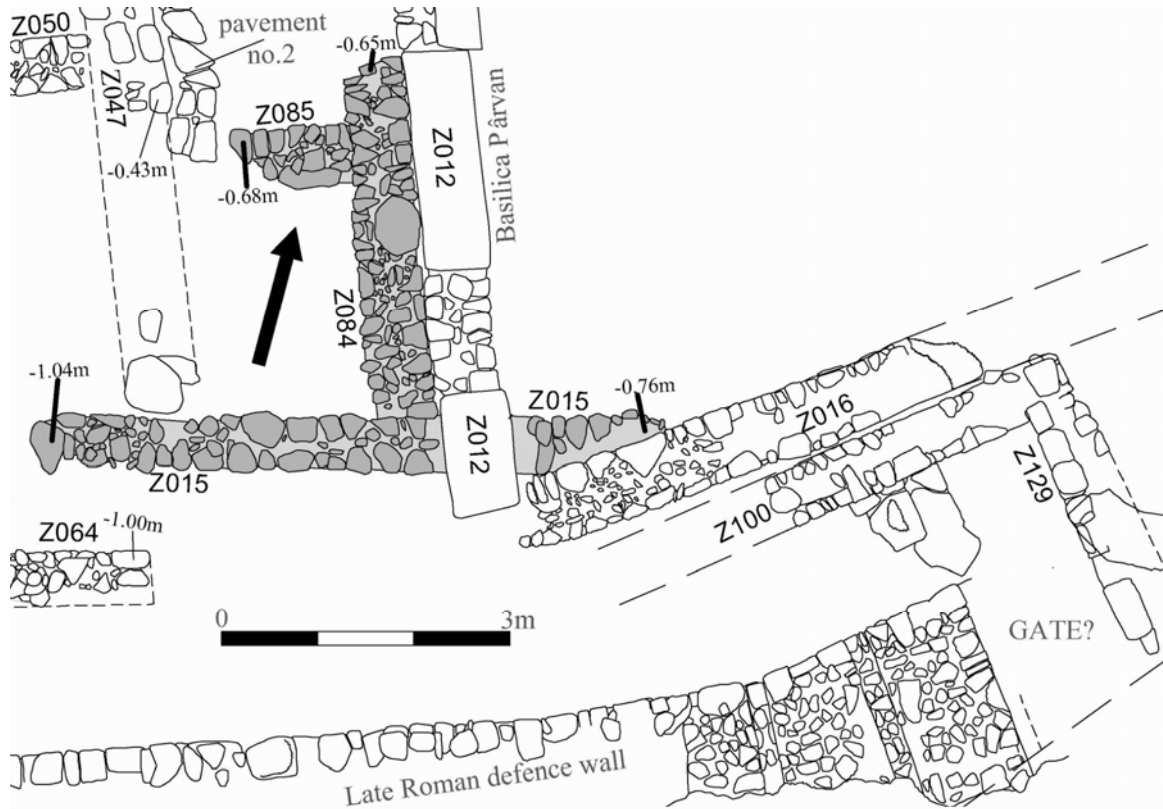 Z050
pavement
no.2
-0.65m
Z047
Z085
-0.43m
-0.68m
Z012
Basilica Pârvan
Z084
-1.04m
Z015
-0.76m
Z016
Z012
Z015
Z129
Z100
Z064
-1.00m
0
3m
GATE?
Late Roman defence wall